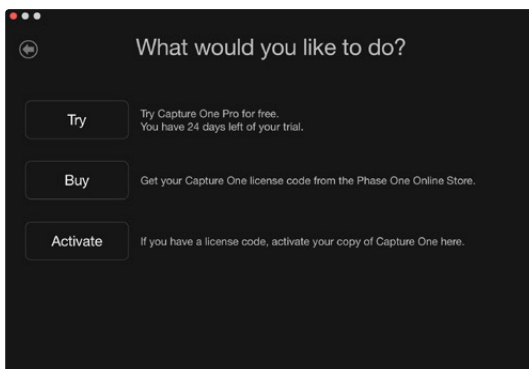 What would you like to do?
Try
Try Capture One Pro for free.
You have 24 days left of your trial.
Buy
Get your Capture One license code from the Phase One Online Store.
Activate
If you have a license code, activate your copy of Capture One here.